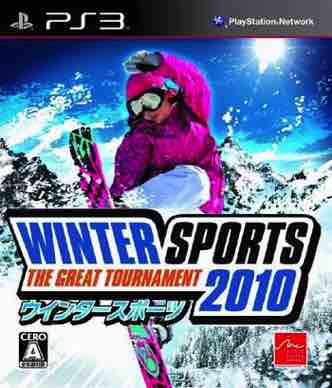 PS3
PlayStation Network
WINTER SPORTS
THE GREAT TOURNAMENT
2010
ウインタースポーツ
CERO
A